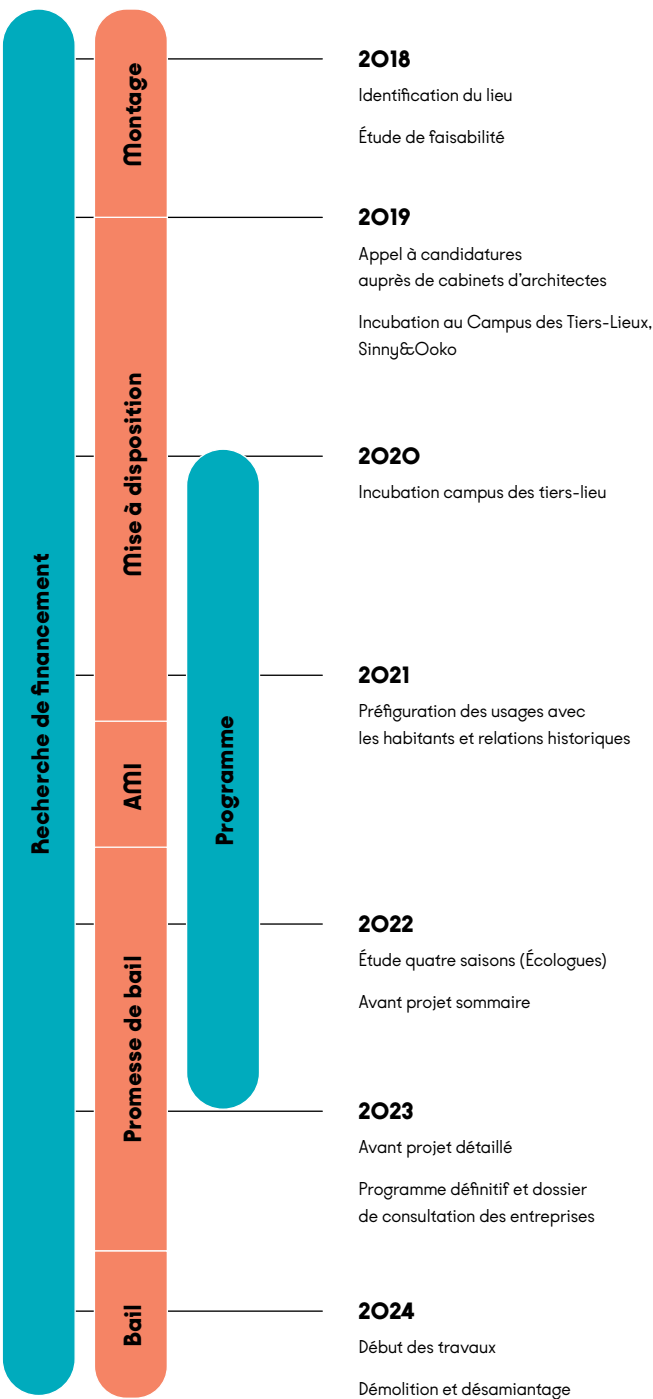 Recherche de financement
Montage
Mise à disposition
AMI
Promesse de bail
Bail
Programme
2018
Identification du lieu
Étude de faisabilité
2019
Appel à candidatures
auprès de cabinets d'architectes
Incubation au Campus des Tiers-Lieux,
Sinny&Ooko
2020
Incubation campus des tiers-lieu
2021
Préfiguration des usages avec
les habitants et relations historiques
2022
Étude quatre saisons (Écologues)
Avant projet sommaire
2023
Avant projet détaillé
Programme définitif et dossier
de consultation des entreprises
2024
Début des travaux
Démolition et désamiantage